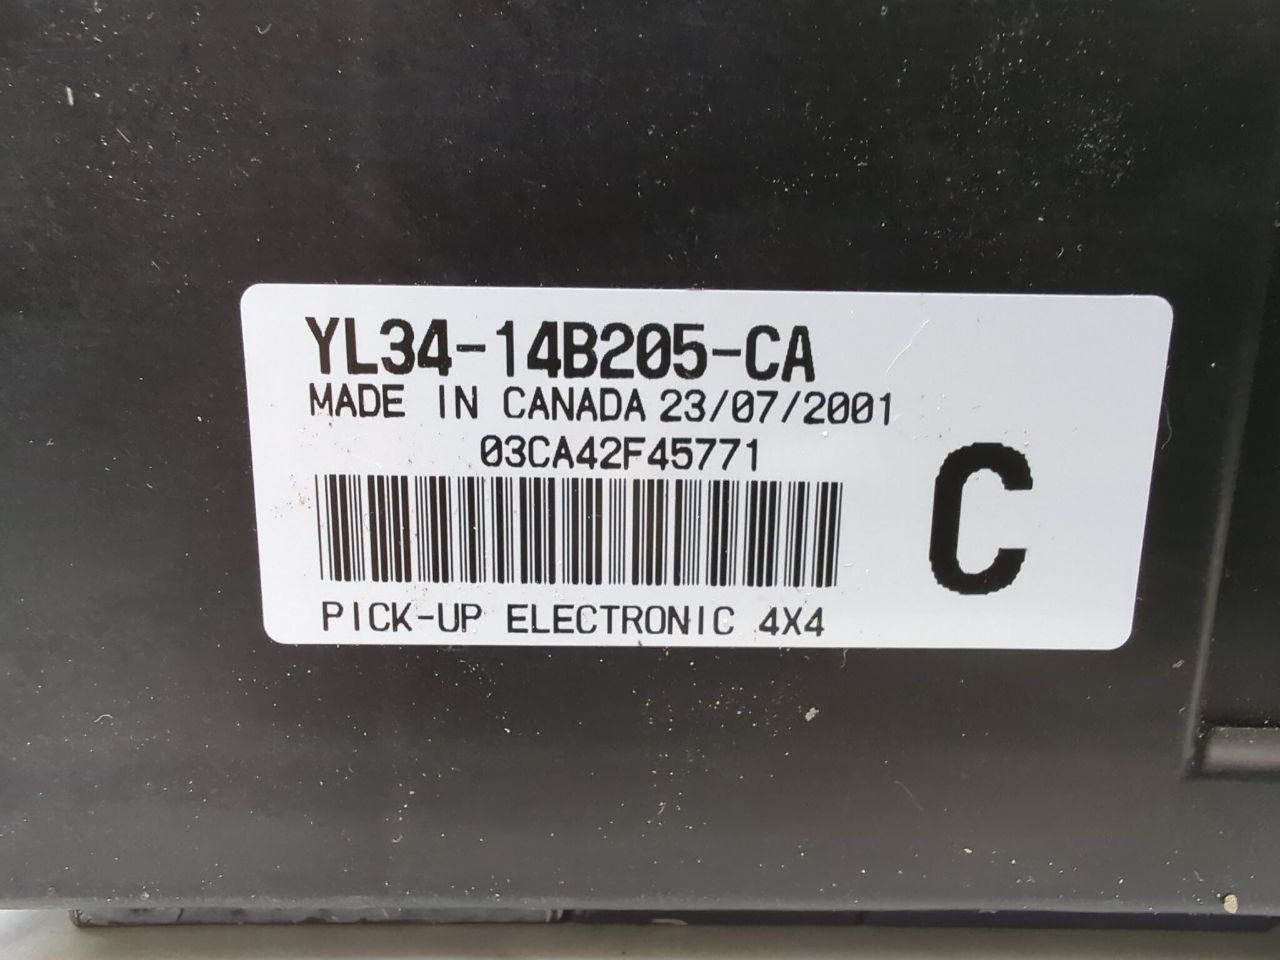 YL34-14B205-CA
MADE IN CANADA 23/07/2001
03CA42F45771
C
PICK-UP ELECTRONIC 4X4